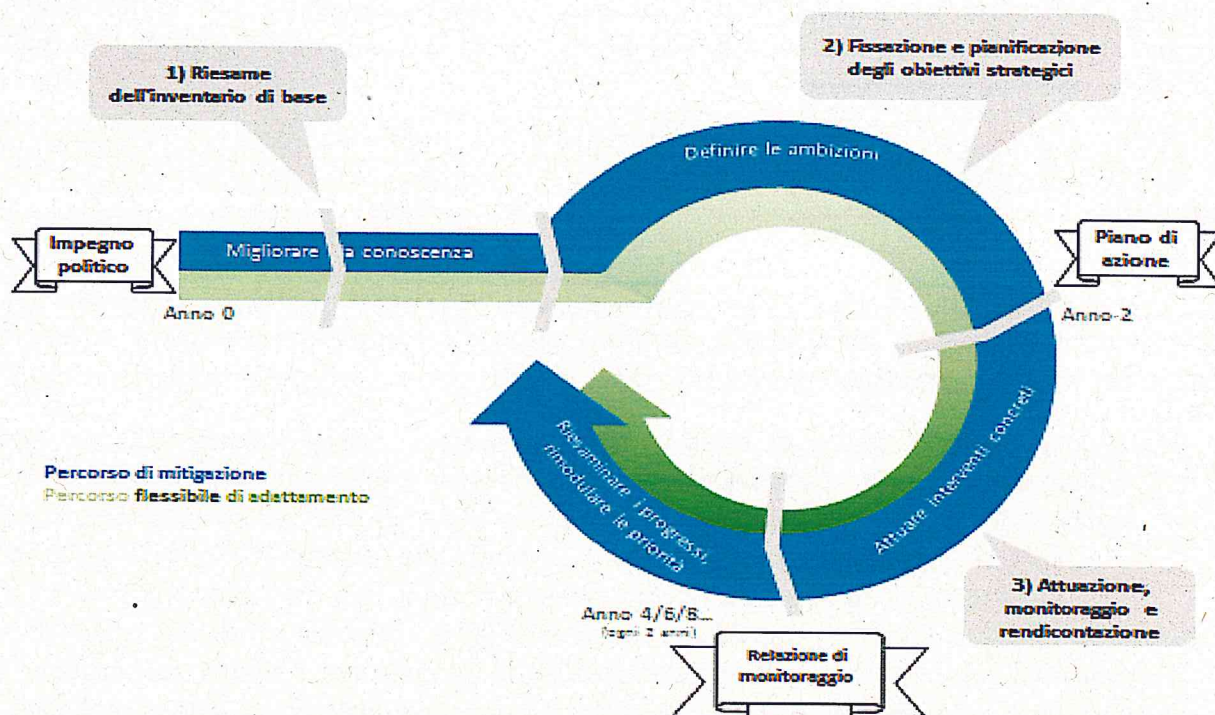 1) Riesame
dell'inventario di base
2) Fissazione e pianificazione
degli obiettivi strategici
Definire le ambizioni
Impegno
politico
Migliorare la conoscenza
Piano di
azione
Anno 0
Anno 2
Attuare interventi concreti
Riesaminare i progressi,
rimodulare le priorità
Percorso di mitigazione
Percorso flessibile di adattamento
3) Attuazione,
monitoraggio e
rendicontazione
Anno 4/6/8...
(ogni 2 anni)
Relazione di
monitoraggio